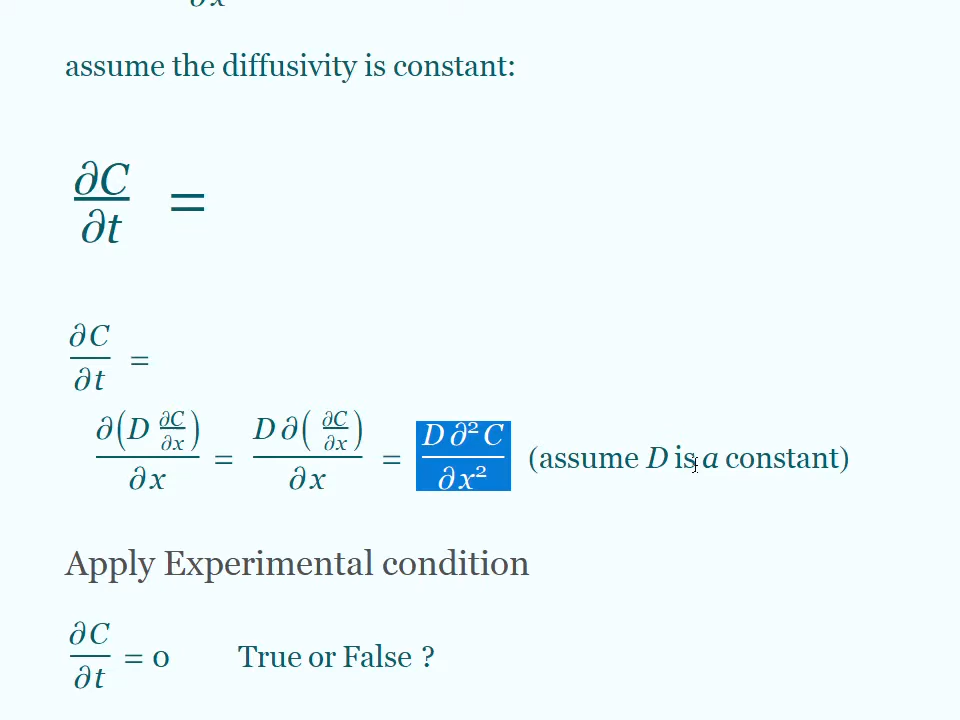 ∂x
assume the diffusivity is constant:
∂C/∂t =
∂C/∂t =
∂(D ∂C/∂x)/∂x = D ∂(∂C/∂x)/∂x = D ∂²C/∂x² (assume D is a constant)
Apply Experimental condition
∂C/∂t = 0 True or False ?